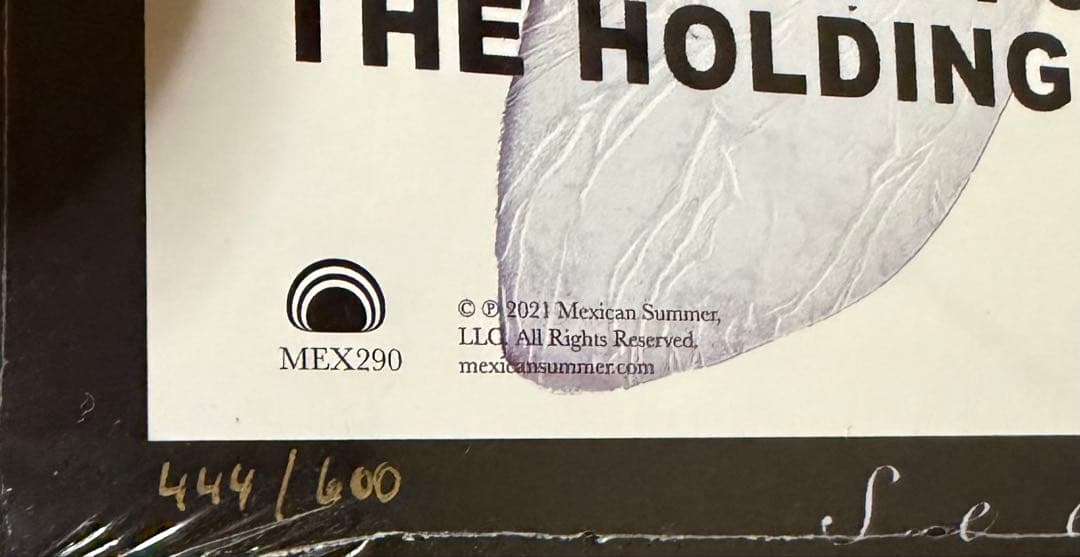 THE HOLDING
© ℗ 2021 Mexican Summer,
LLC. All Rights Reserved.
mexicansummer.com
MEX290
444/600